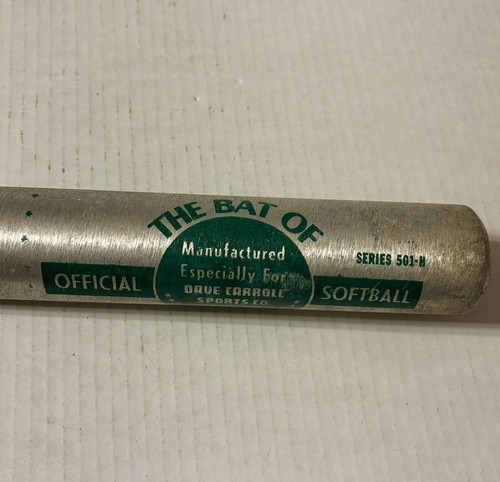 THE BAT OF
Manufactured
Especially For
DAVE CARROLL
SPORTS CO.
OFFICIAL SOFTBALL
SERIES 501-H